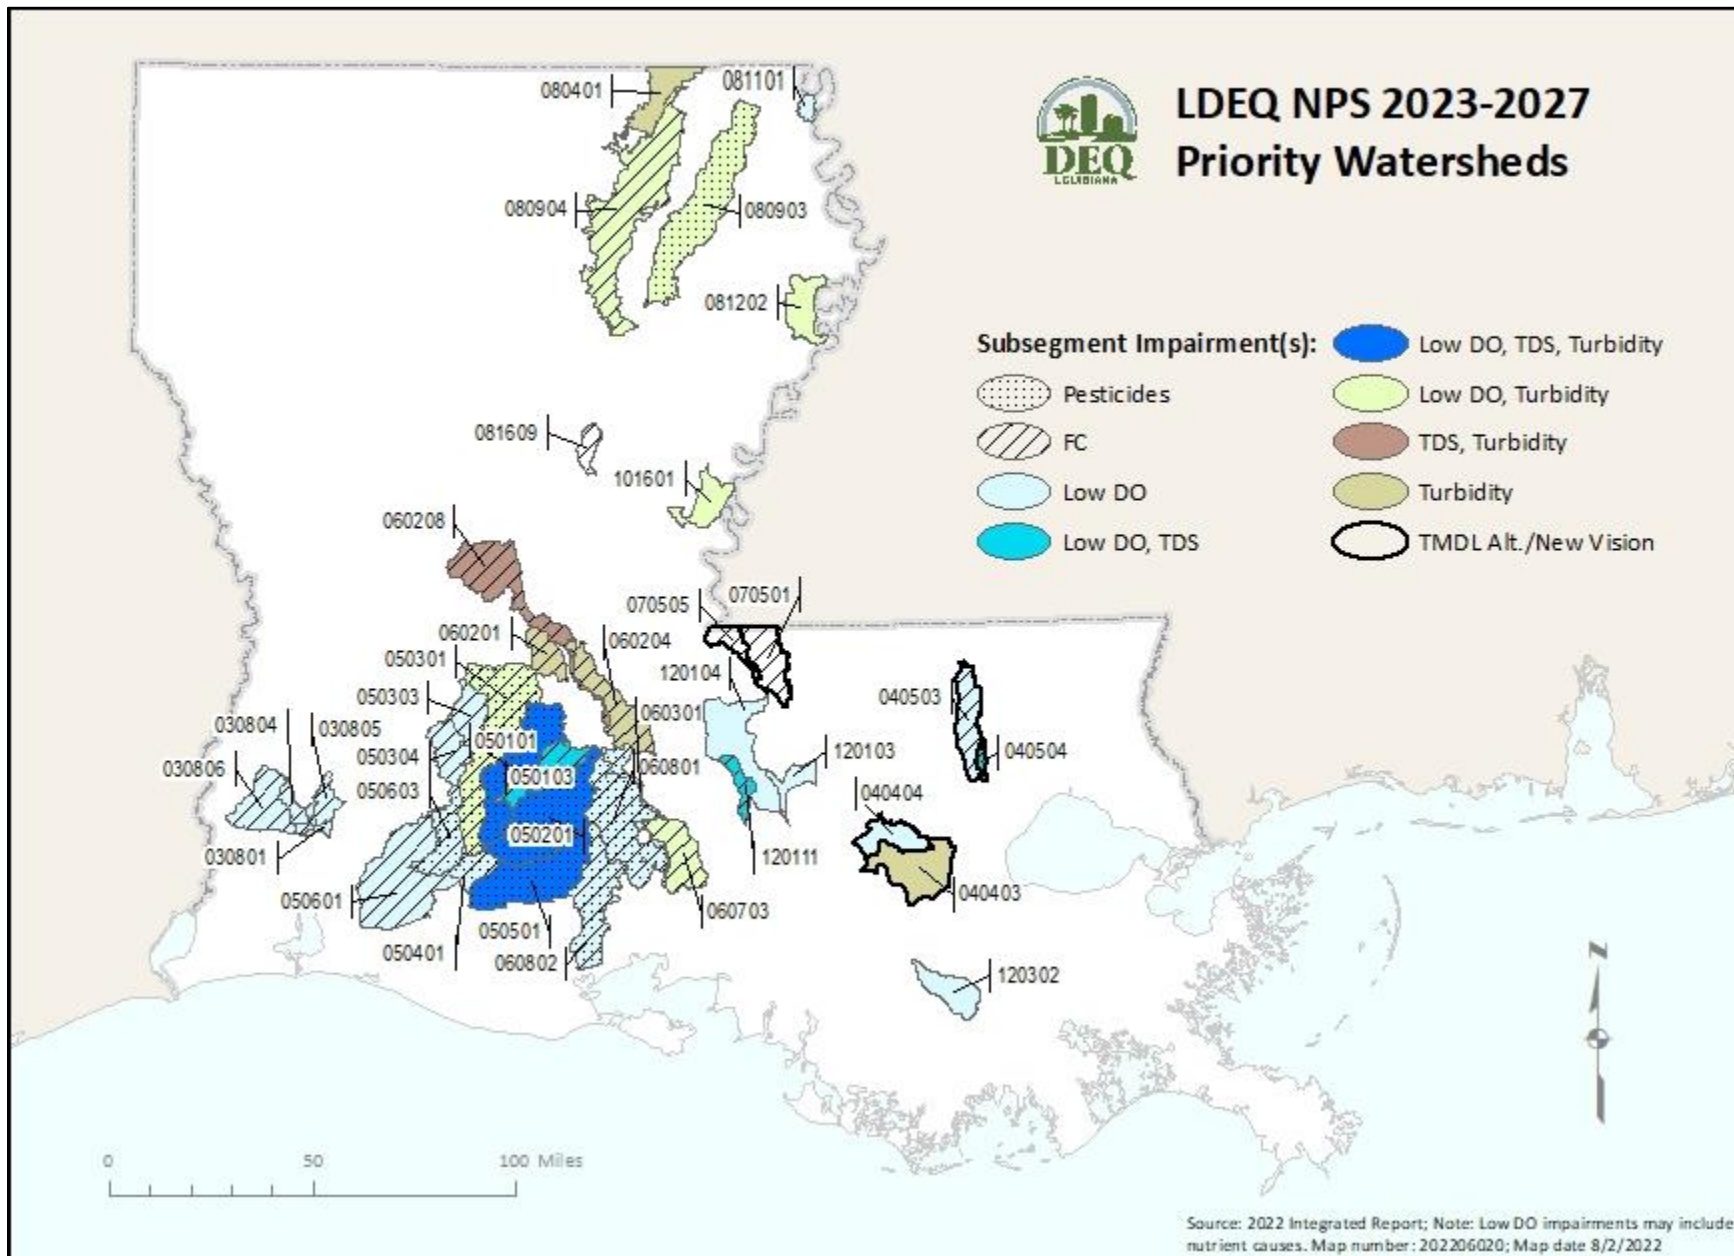 LDEQ NPS 2023-2027
Priority Watersheds
DEQ
LOUISIANA
080401
081101
080904
080903
081202
081609
101601
060208
070505
070501
060201
060204
050301
120104
050303
040503
030804
030805
060301
050101
050304
120103
040504
030806
050103
060801
050603
040404
050201
030801
120111
050601
040403
060703
050501
050401
060802
120302
Subsegment Impairment(s):
Pesticides
FC
Low DO
Low DO, TDS
Low DO, TDS, Turbidity
Low DO, Turbidity
TDS, Turbidity
Turbidity
TMDL Alt./New Vision
N
0 50 100 Miles
Source: 2022 Integrated Report; Note: Low DO impairments may include
nutrient causes. Map number: 202206020; Map date 8/2/2022